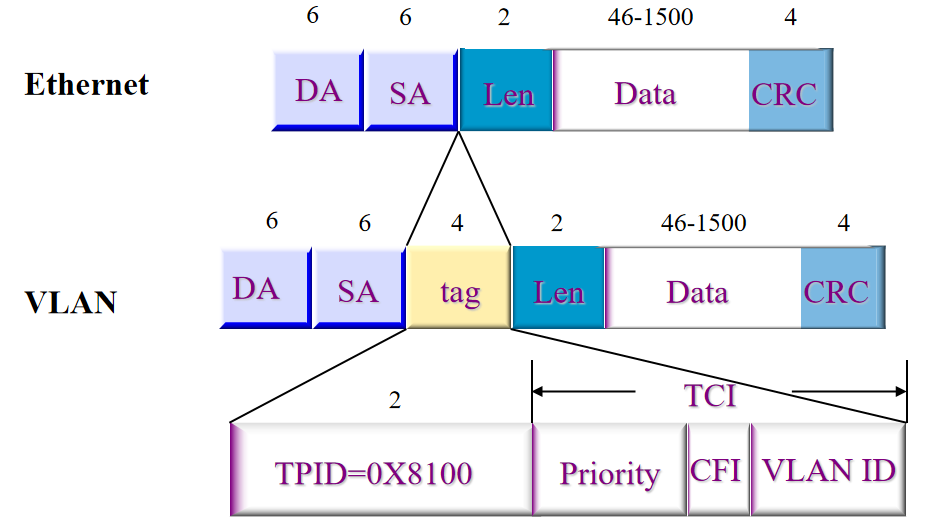 6 6 2 46-1500 4
Ethernet DA SA Len Data CRC
6 6 4 2 46-1500 4
VLAN DA SA tag Len Data CRC
2 TCI
TPID=0X8100 Priority CFI VLAN ID